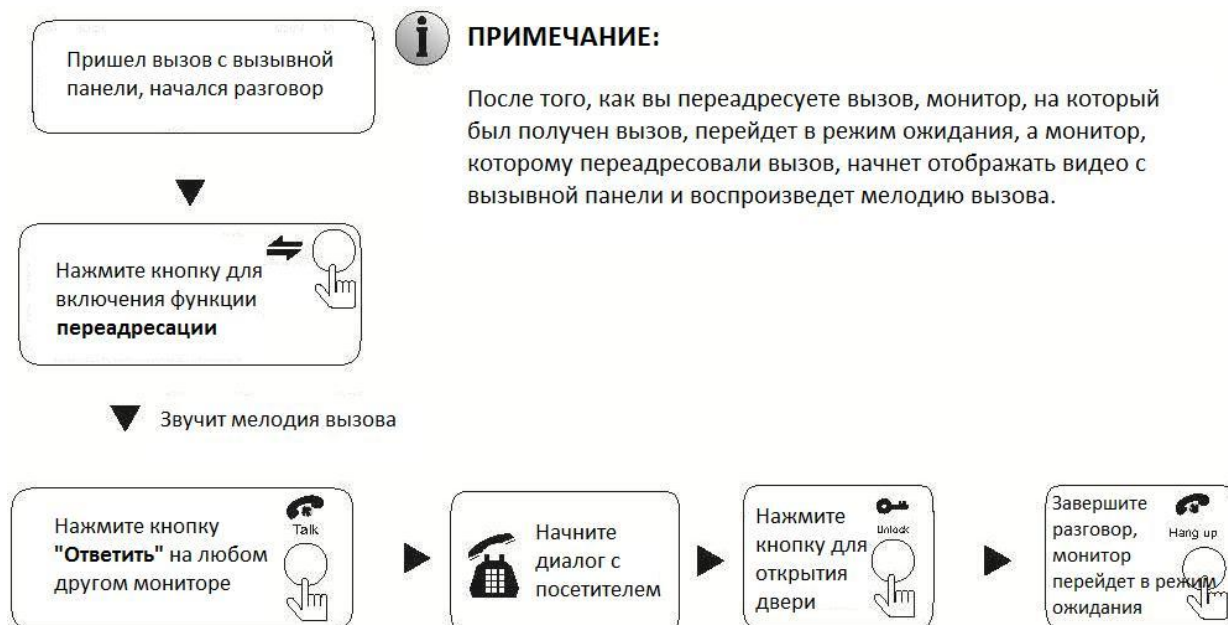 Пришел вызов с вызывной
панели, начался разговор
ПРИМЕЧАНИЕ:
После того, как вы переадресуете вызов, монитор, на который
был получен вызов, перейдет в режим ожидания, а монитор,
которому переадресовали вызов, начнет отображать видео с
вызывной панели и воспроизведет мелодию вызова.
Нажмите кнопку для
включения функции
переадресации
Звучит мелодия вызова
Нажмите кнопку
"Ответить" на любом
другом мониторе
Talk
Начните
диалог с
посетителем
Нажмите
кнопку для
открытия
двери
Unlock
Завершите
разговор,
монитор
перейдет в режим
ожидания
Hang up